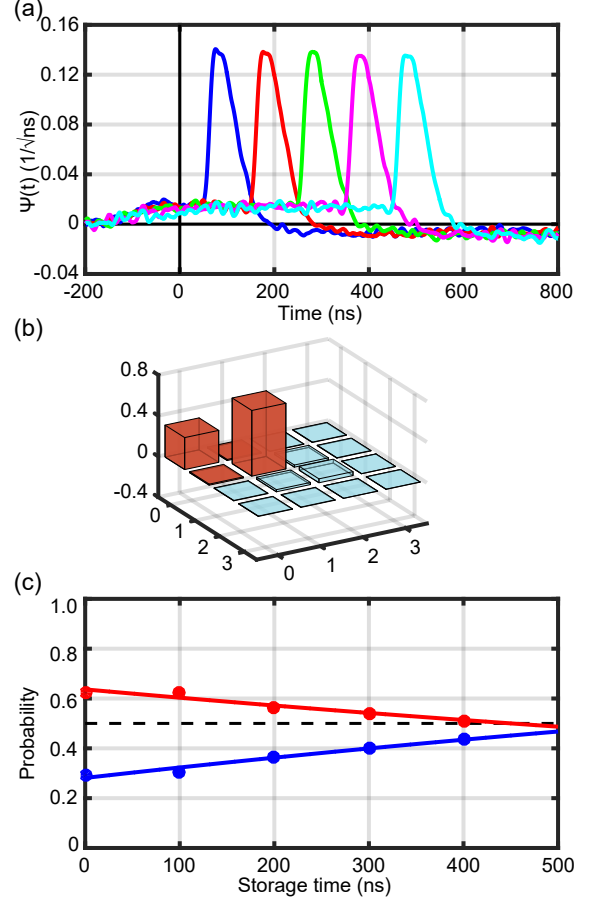 (a)
0.16
0.12
0.08
0.04
0
-0.04
Ψ(t) (1/√ns)
-200 0 200 400 600 800
Time (ns)
(b)
0.8
0.4
0
-0.4
0 1 2 3
0 1 2 3
(c)
1.0
0.8
0.6
0.4
0.2
0
Probability
0 100 200 300 400 500
Storage time (ns)